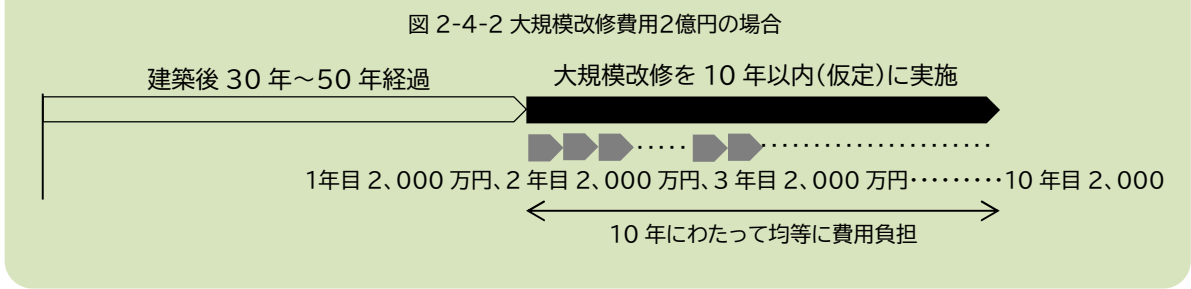 図 2-4-2 大規模改修費用2億円の場合
建築後 30 年～50 年経過
大規模改修を 10 年以内(仮定)に実施
1年目 2、000 万円、2 年目 2、000 万円、3 年目 2、000 万円・・・・・・・・・10 年目 2、000
10 年にわたって均等に費用負担